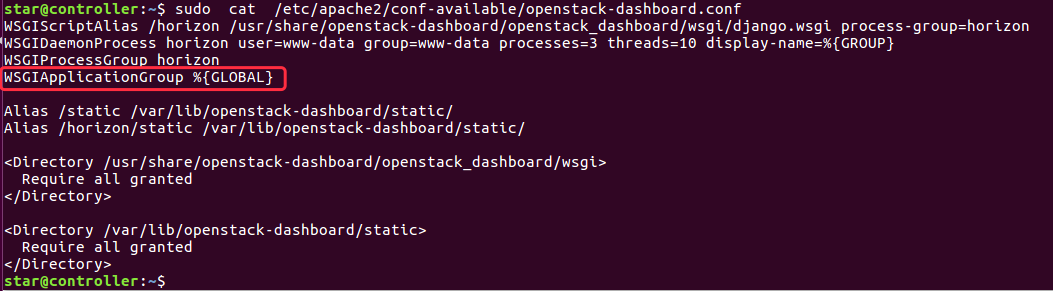 star@controller:~$ sudo  cat  /etc/apache2/conf-available/openstack-dashboard.conf
WSGIScriptAlias /horizon /usr/share/openstack-dashboard/openstack_dashboard/wsgi/django.wsgi process-group=horizon
WSGIDaemonProcess horizon user=www-data group=www-data processes=3 threads=10 display-name=%{GROUP}
WSGIProcessGroup horizon
WSGIApplicationGroup %{GLOBAL}

Alias /static /var/lib/openstack-dashboard/static/
Alias /horizon/static /var/lib/openstack-dashboard/static/

<Directory /usr/share/openstack-dashboard/openstack_dashboard/wsgi>
  Require all granted
</Directory>

<Directory /var/lib/openstack-dashboard/static>
  Require all granted
</Directory>
star@controller:~$